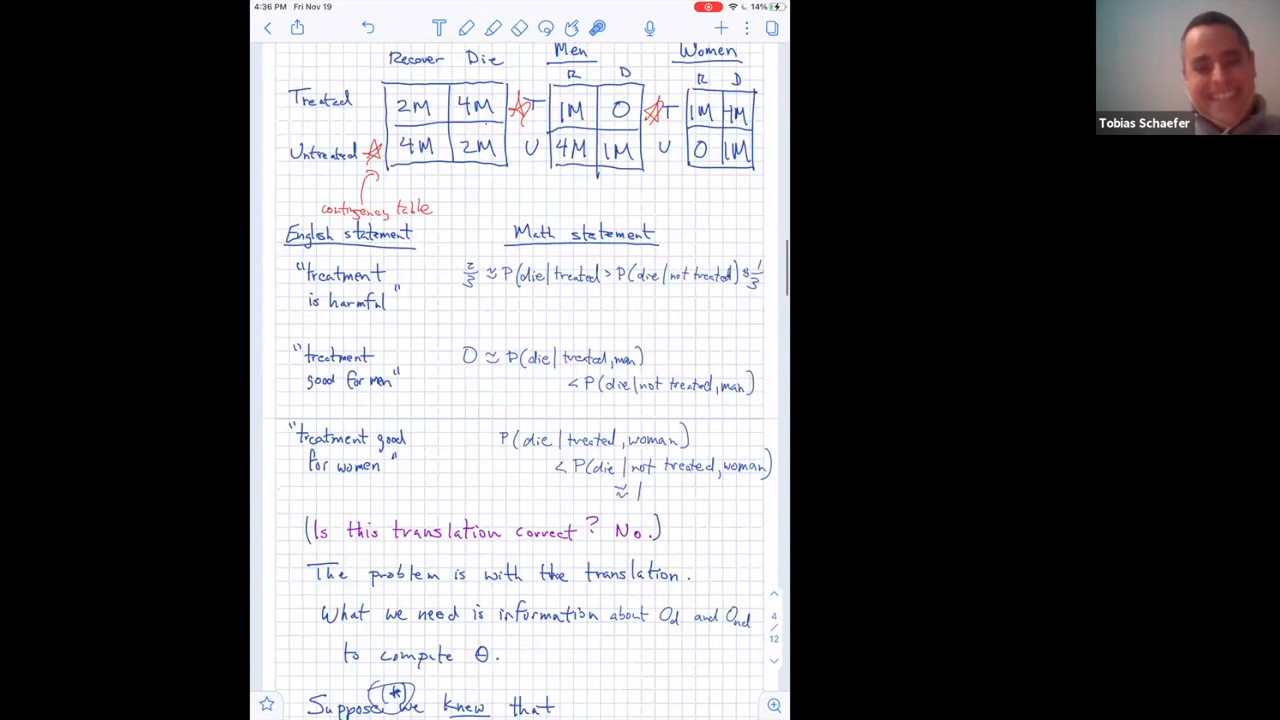 4:36 PM Fri Nov 19
14%
Men
Women
Recover Die
R D
R D
Treated 2M 4M T 1M 0 T 1M 4M
Untreated 4M 2M U 4M 1M U 0 1M
contingency table
English statement
Math statement
"treatment is harmful"
2/3 ≈ P(die|treated > P(die|not treated) ≈ 1/3
"treatment good for men"
0 ≈ P(die|treated, man)
< P(die|not treated, man)
"treatment good for women"
P(die|treated, woman)
< P(die|not treated, woman)
≈ 1
(Is this translation correct? No.)
The problem is with the translation.
What we need is information about Od and Ond
to compute θ.
Suppose (*) we knew that
4
/
12
Tobias Schaefer